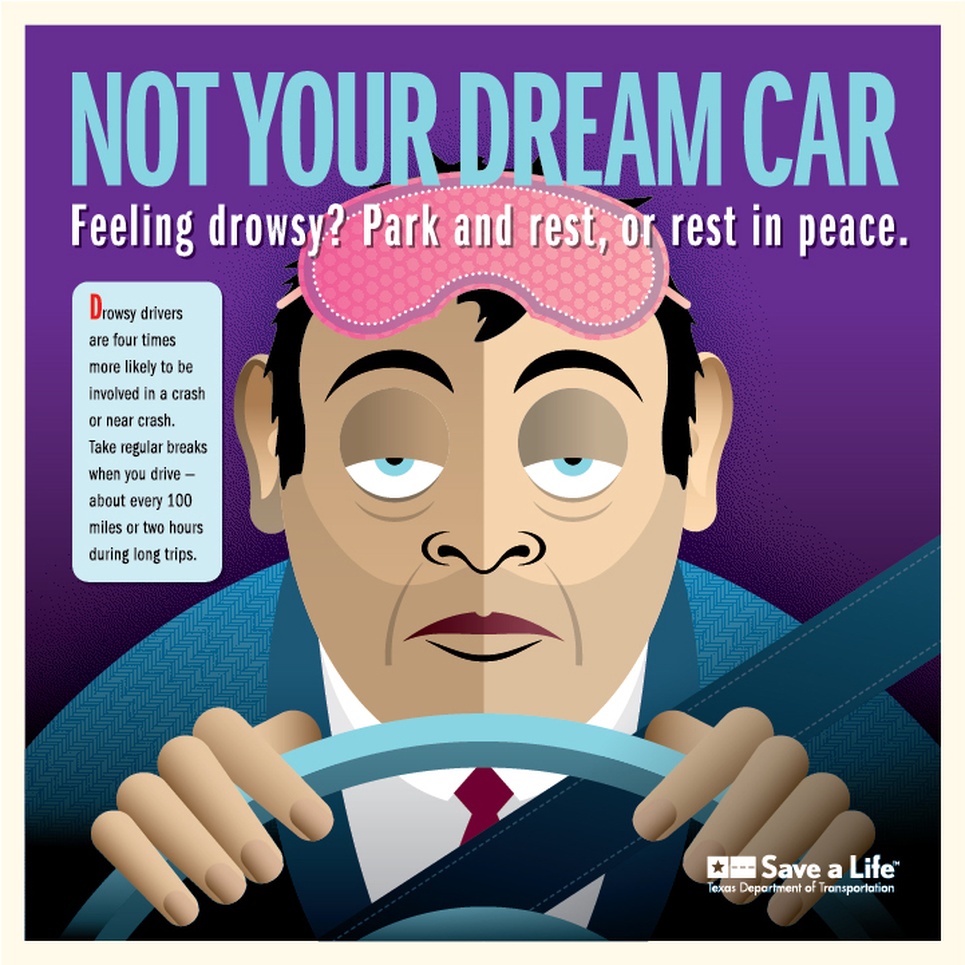 NOT YOUR DREAM CAR
Feeling drowsy? Park and rest, or rest in peace.
Drowsy drivers
are four times
more likely to be
involved in a crash
or near crash.
Take regular breaks
when you drive –
about every 100
miles or two hours
during long trips.
Save a Life™
Texas Department of Transportation